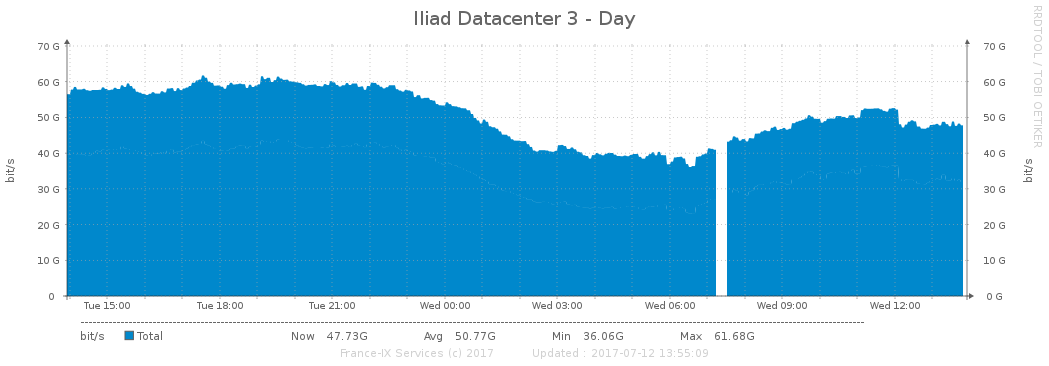 Iliad Datacenter 3 - Day
RRDTOOL / TOBI OETIKER
bit/s
bit/s
70 G
60 G
50 G
40 G
30 G
20 G
10 G
0
70 G
60 G
50 G
40 G
30 G
20 G
10 G
0 G
Tue 15:00 Tue 18:00 Tue 21:00 Wed 00:00 Wed 03:00 Wed 06:00 Wed 09:00 Wed 12:00
bit/s Total Now 47.73G Avg 50.77G Min 36.06G Max 61.68G
France-IX Services (c) 2017 Updated : 2017-07-12 13:55:09